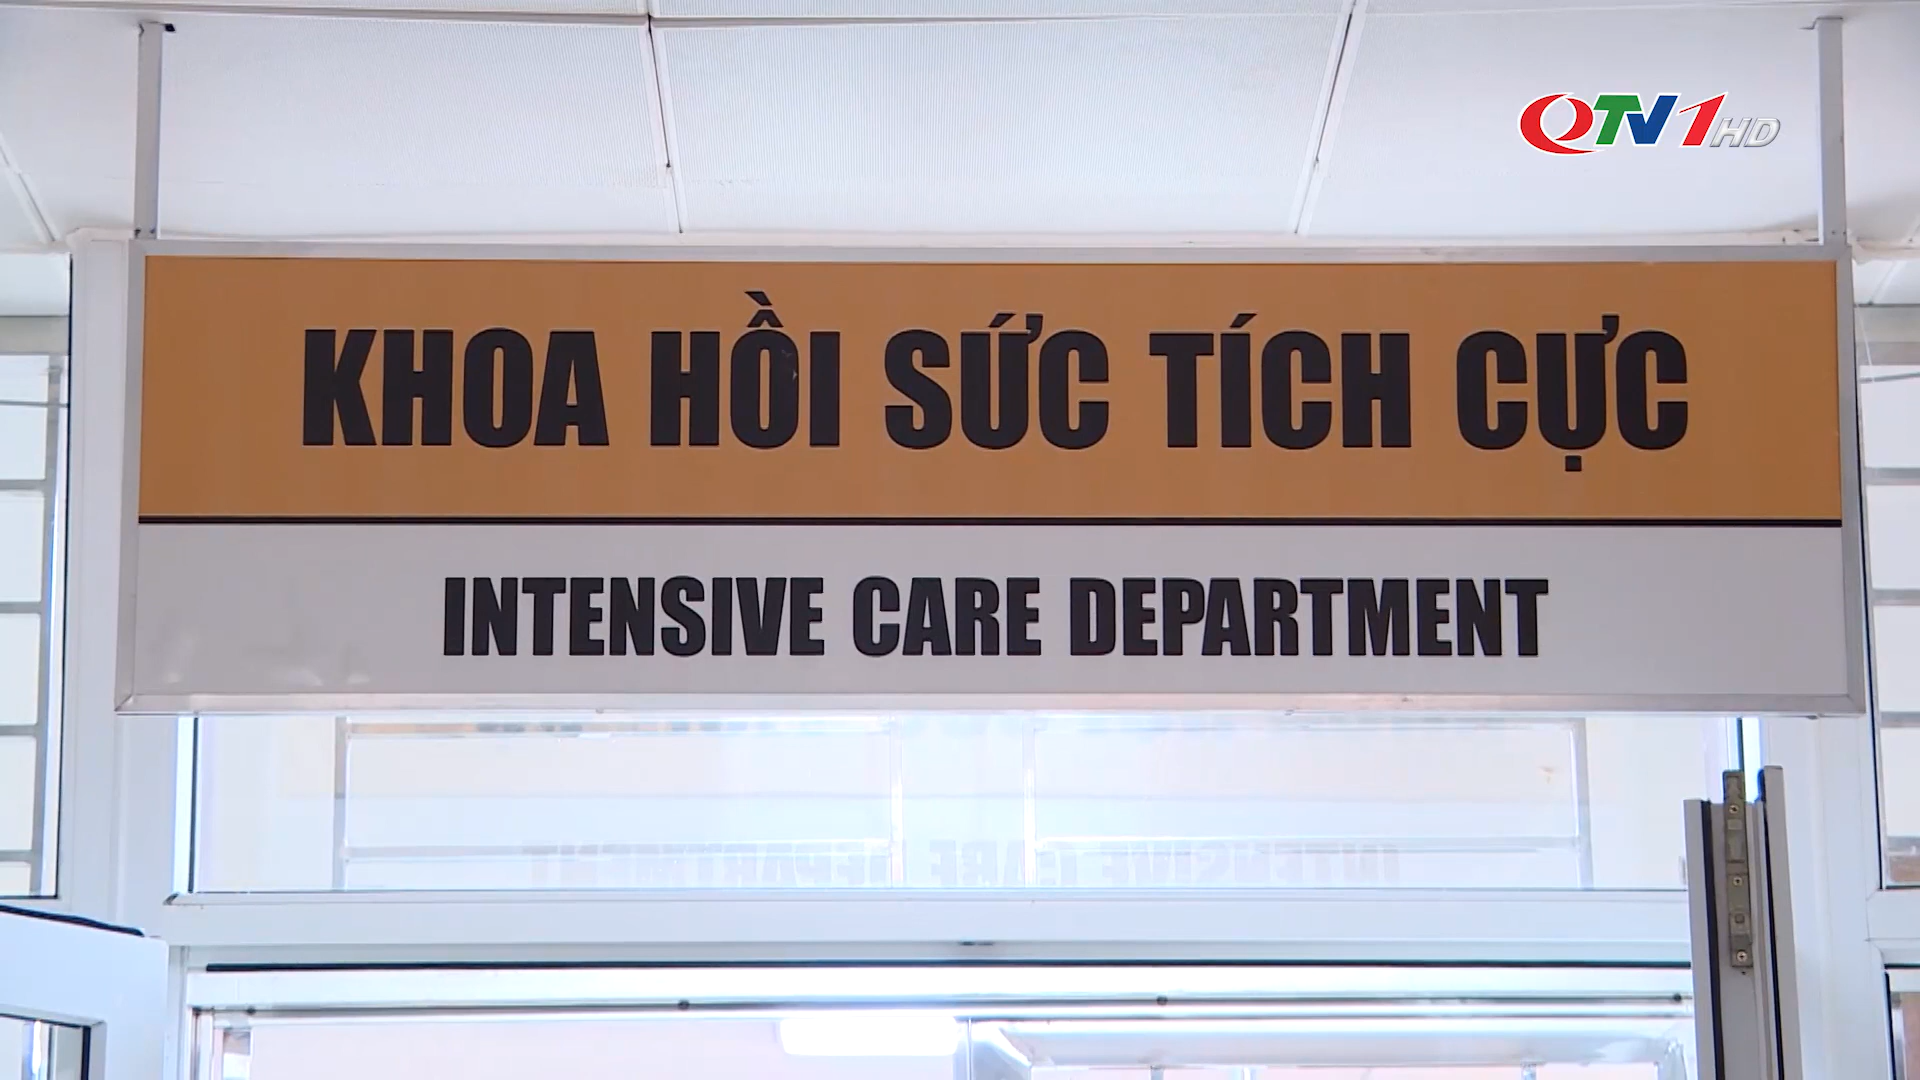 QTV1HD
KHOA HỒI SỨC TÍCH CỰC
INTENSIVE CARE DEPARTMENT